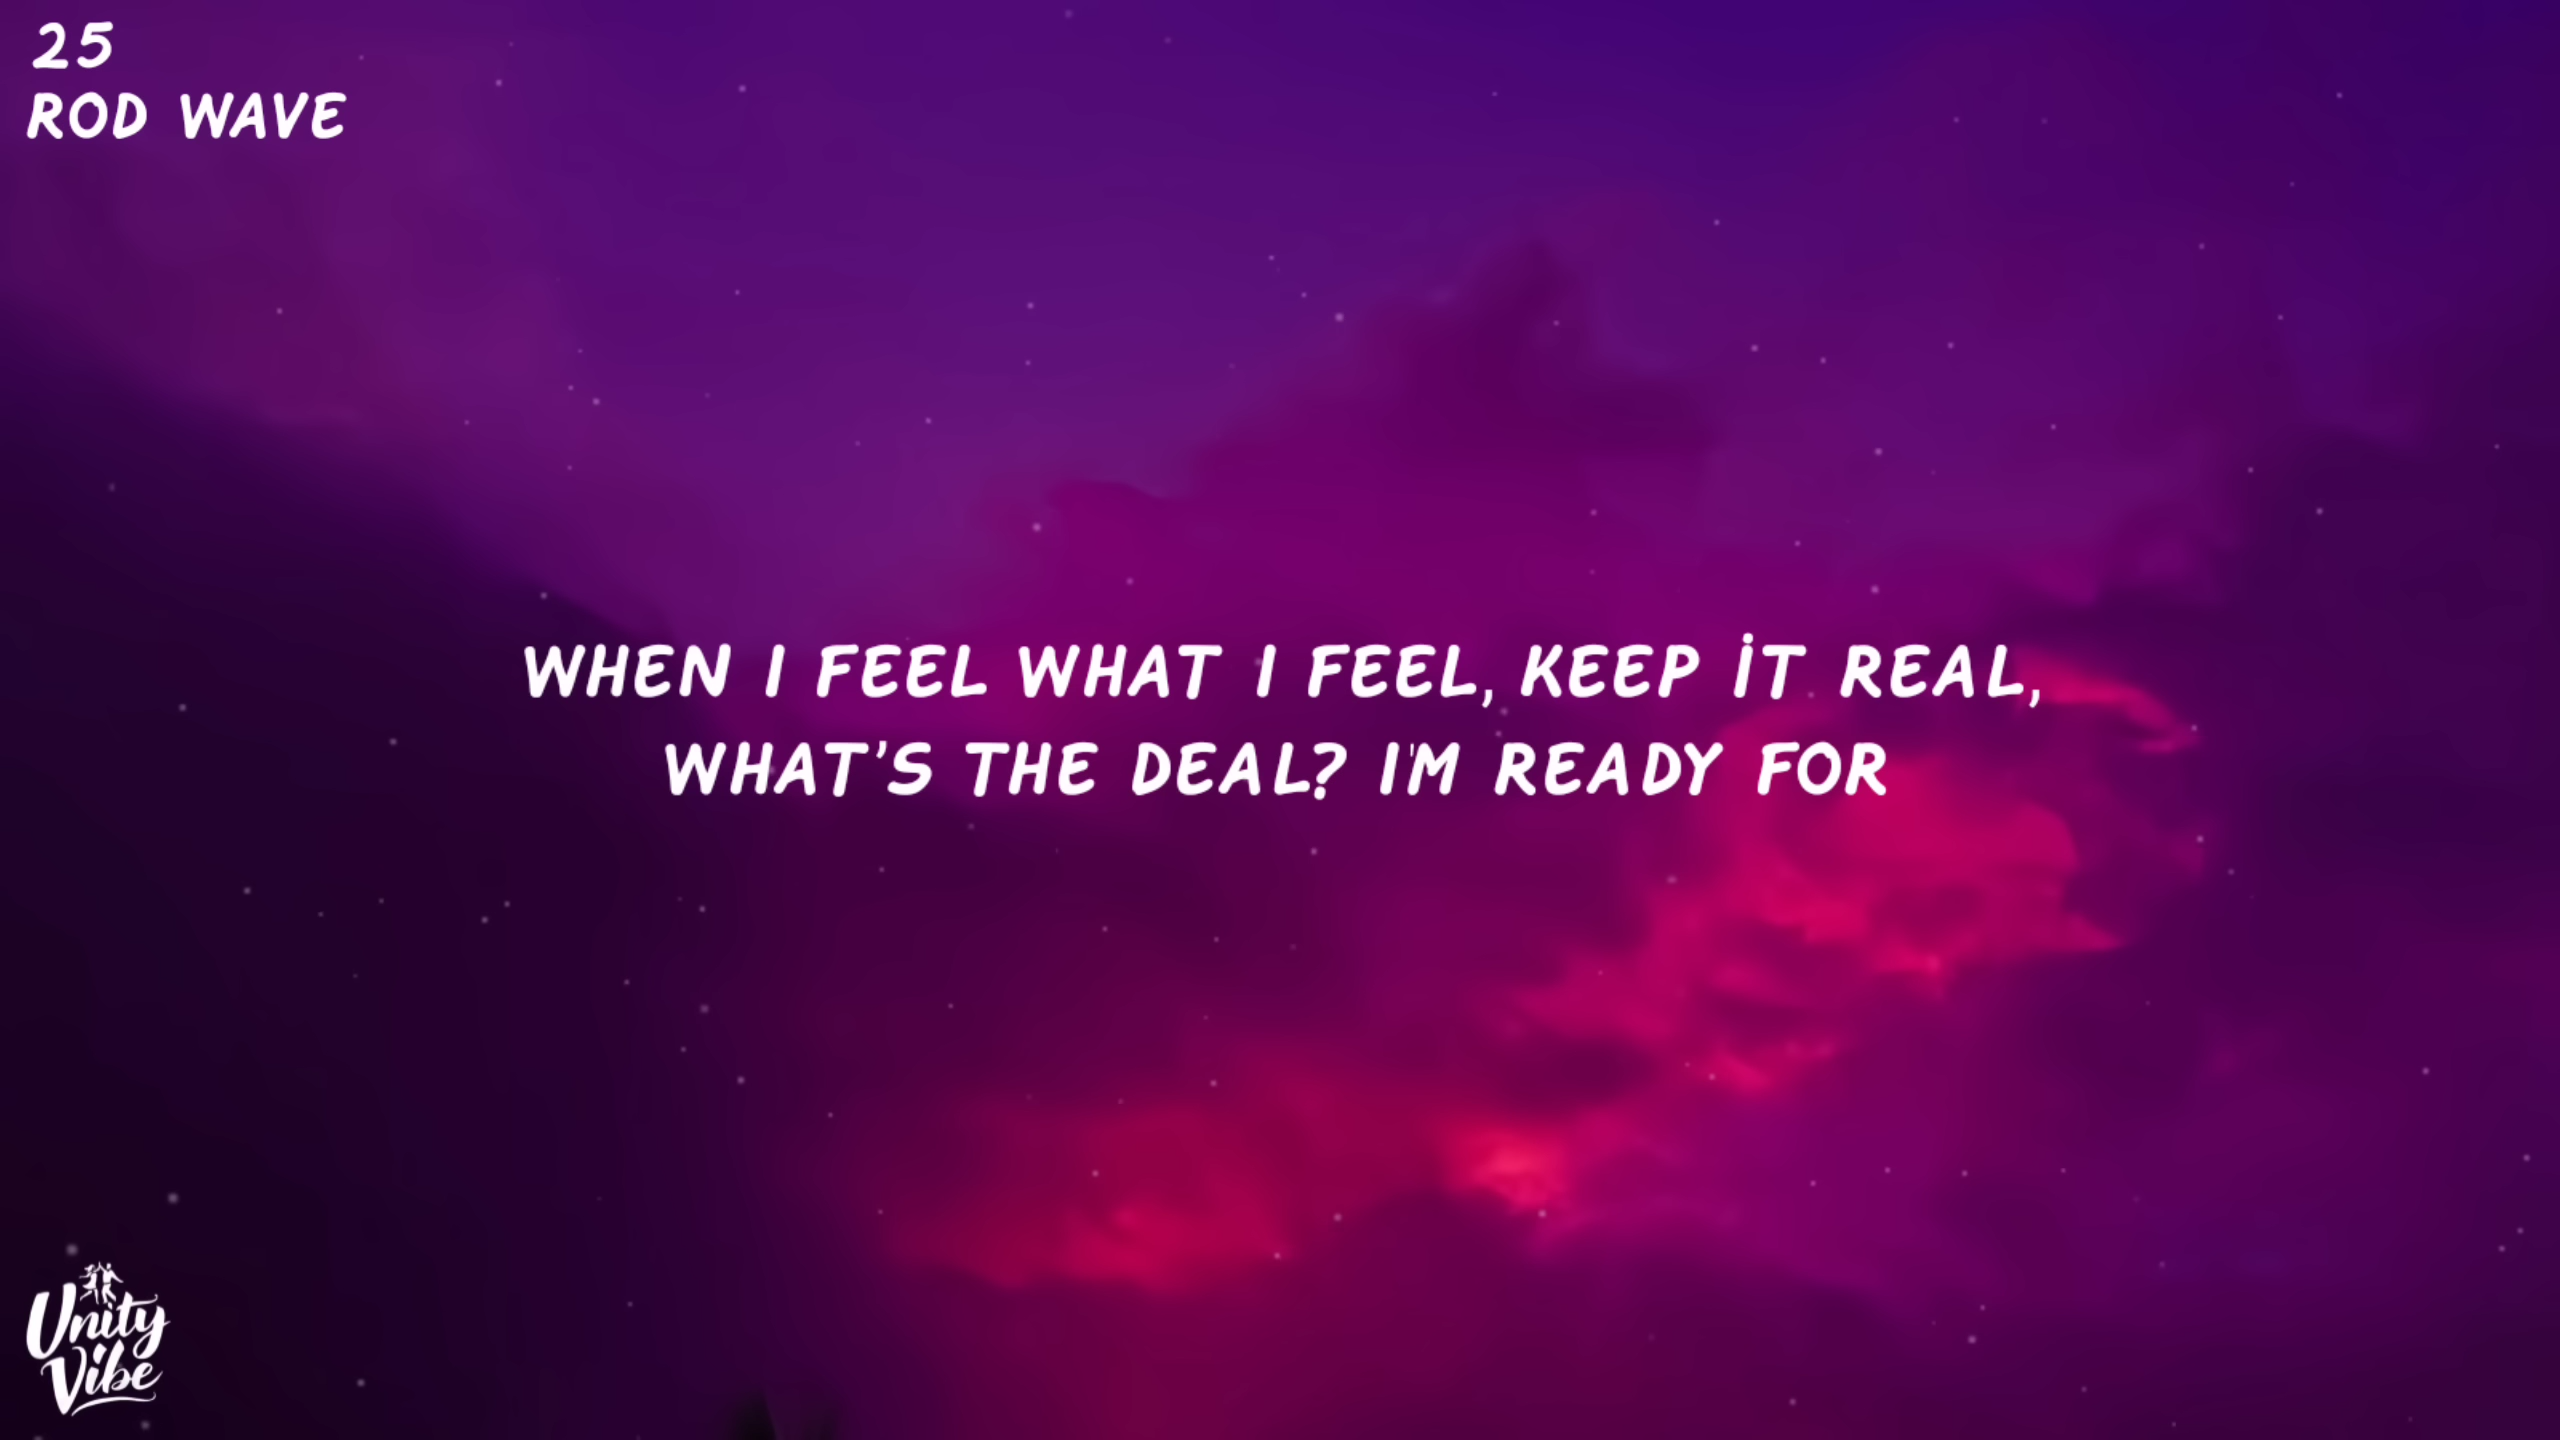 25
ROD WAVE
WHEN I FEEL WHAT I FEEL, KEEP İT REAL,
WHAT'S THE DEAL? I'M READY FOR
Unity
Vibe